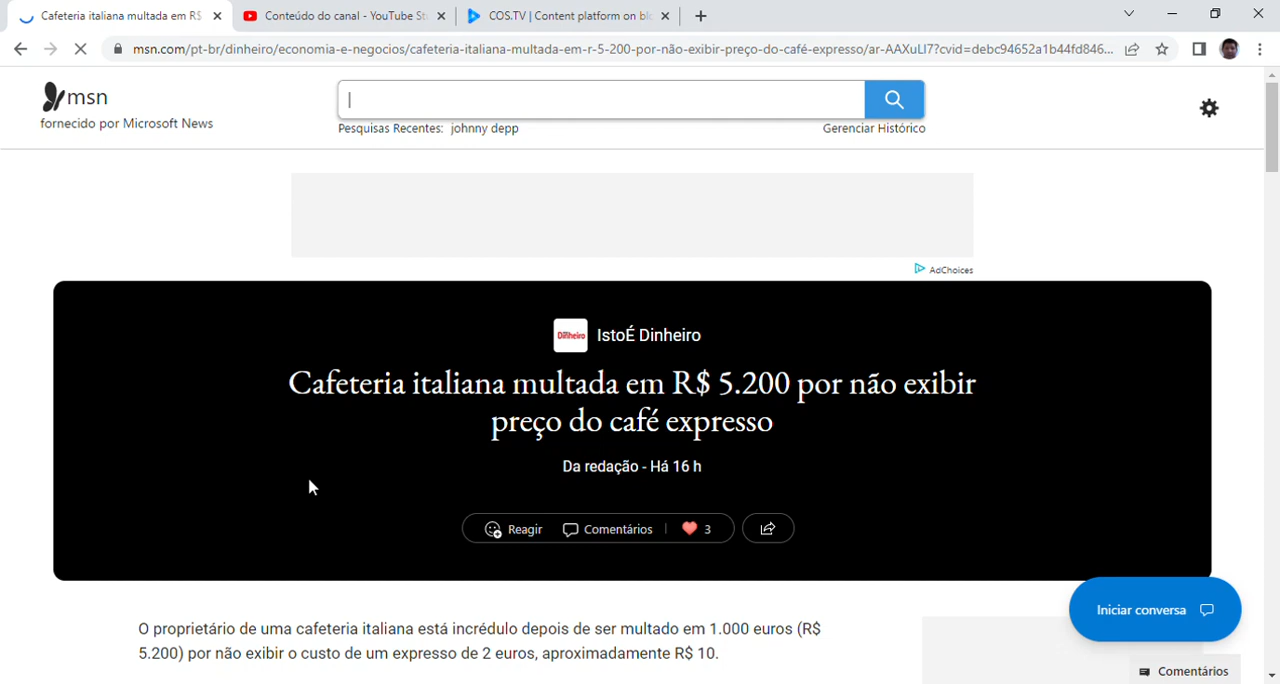 Cafeteria italiana multada em R$
Conteúdo do canal - YouTube St
COS.TV | Content platform on blo
msn.com/pt-br/dinheiro/economia-e-negocios/cafeteria-italiana-multada-em-r-5-200-por-não-exibir-preço-do-café-expresso/ar-AAXuLl7?cvid=debc94652a1b44fd846...
msn
fornecido por Microsoft News
Pesquisas Recentes: johnny depp
Gerenciar Histórico
AdChoices
Dinheiro
IstoÉ Dinheiro
Cafeteria italiana multada em R$ 5.200 por não exibir
preço do café expresso
Da redação - Há 16 h
Reagir Comentários 3
Iniciar conversa
O proprietário de uma cafeteria italiana está incrédulo depois de ser multado em 1.000 euros (R$
5.200) por não exibir o custo de um expresso de 2 euros, aproximadamente R$ 10.
Comentários